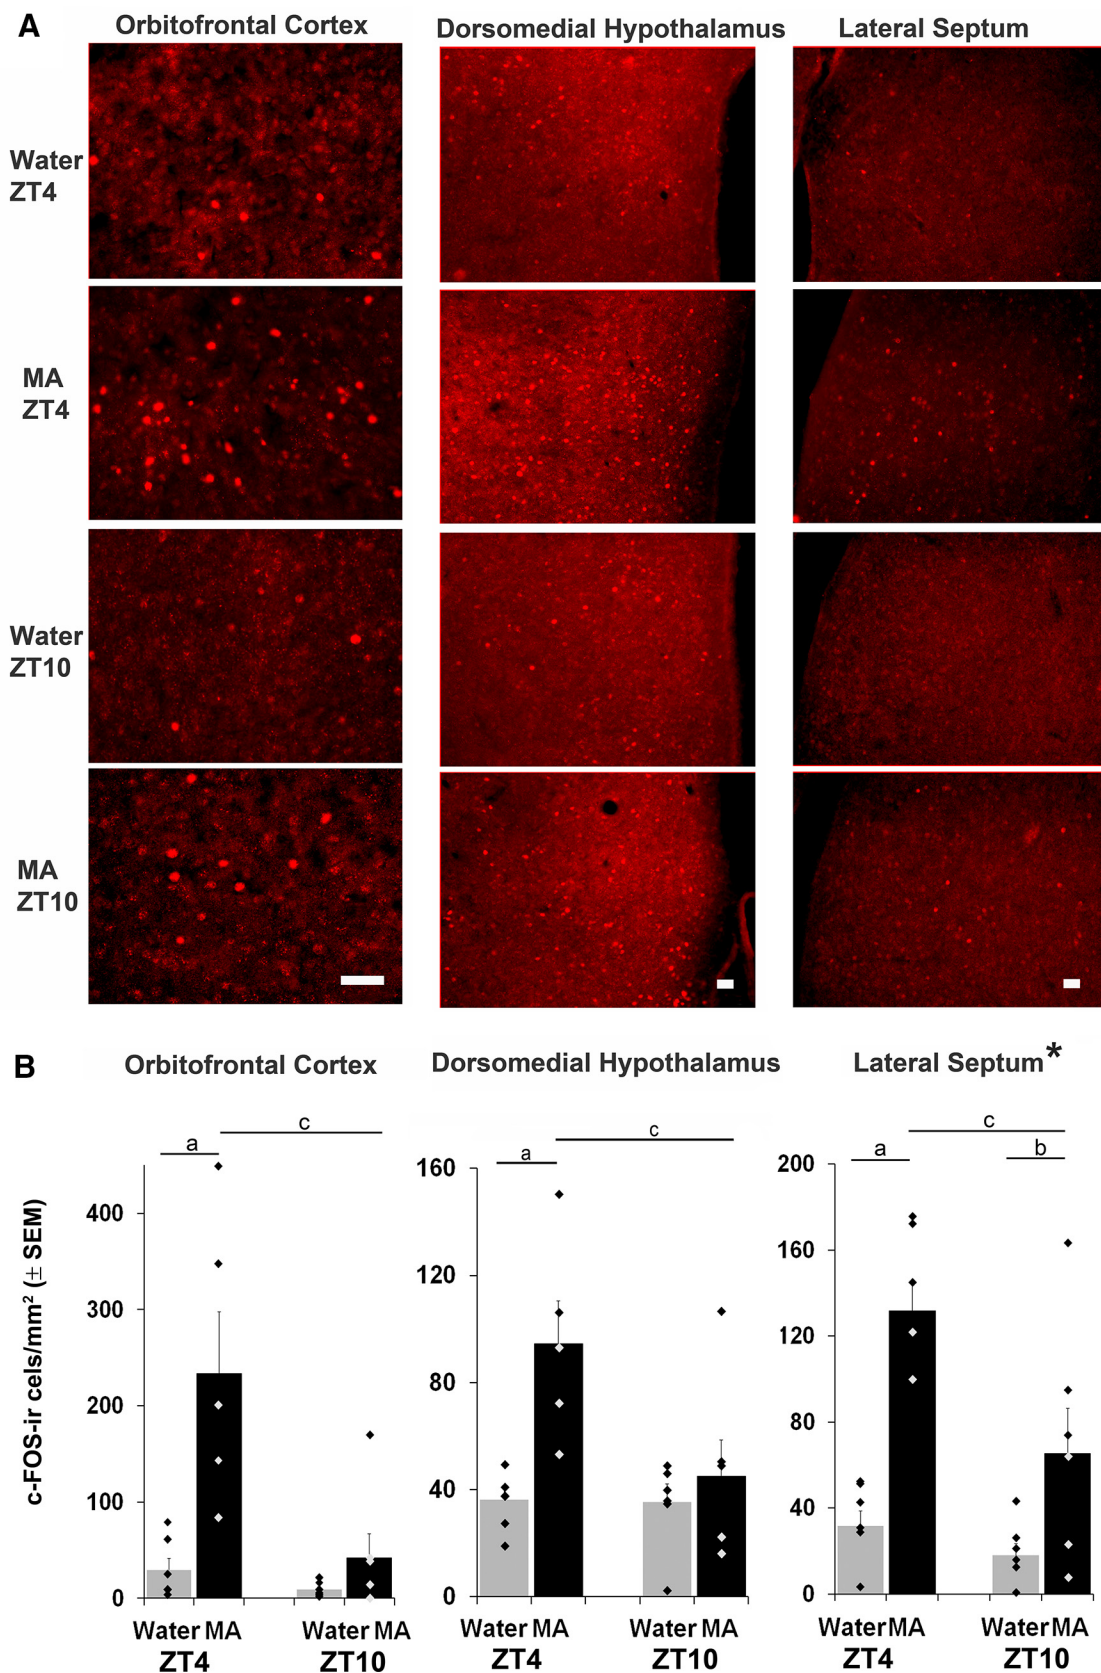 A
Orbitofrontal Cortex
Dorsomedial Hypothalamus
Lateral Septum
Water
ZT4
MA
ZT4
Water
ZT10
MA
ZT10
B
Orbitofrontal Cortex
Dorsomedial Hypothalamus
Lateral Septum*
c-FOS-ir cels/mm² (± SEM)
a
c
400
300
200
100
0
Water MA
ZT4
Water MA
ZT10
a
c
160
120
80
40
0
Water MA
ZT4
Water MA
ZT10
a
c
b
200
160
120
80
40
0
Water MA
ZT4
Water MA
ZT10